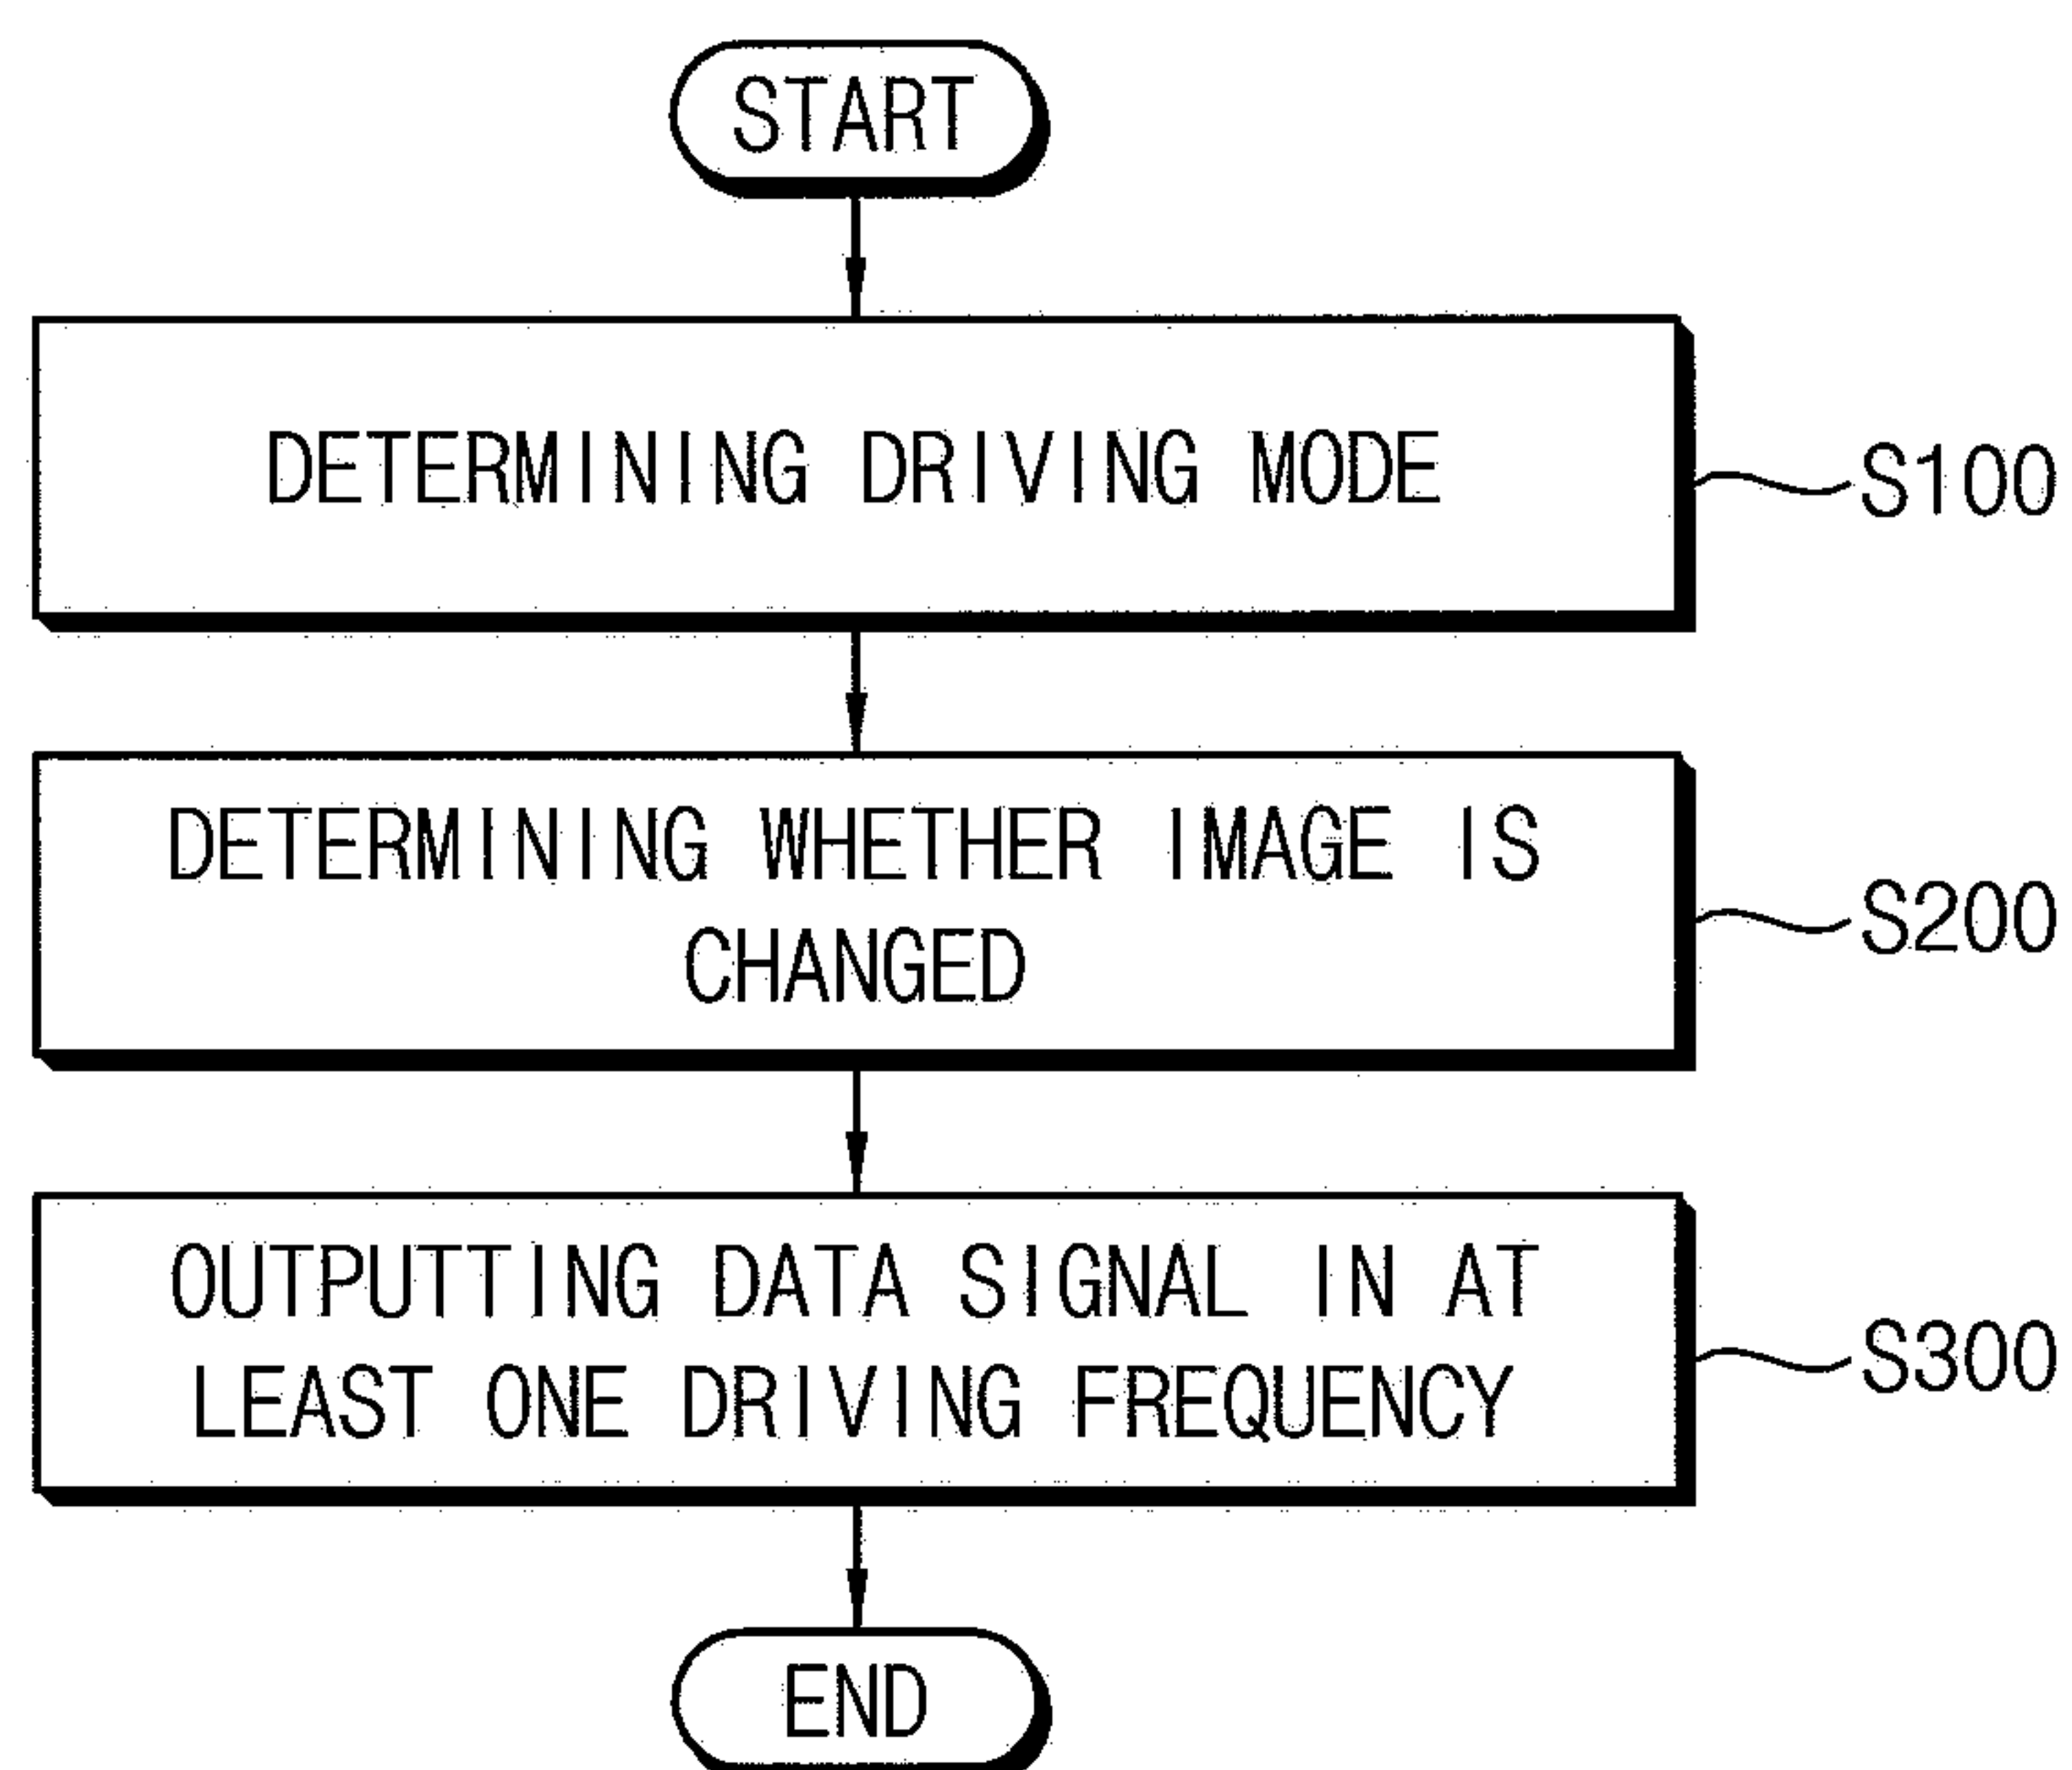 START
DETERMINING DRIVING MODE
S100
DETERMINING WHETHER IMAGE IS
CHANGED
S200
OUTPUTTING DATA SIGNAL IN AT
LEAST ONE DRIVING FREQUENCY
S300
END